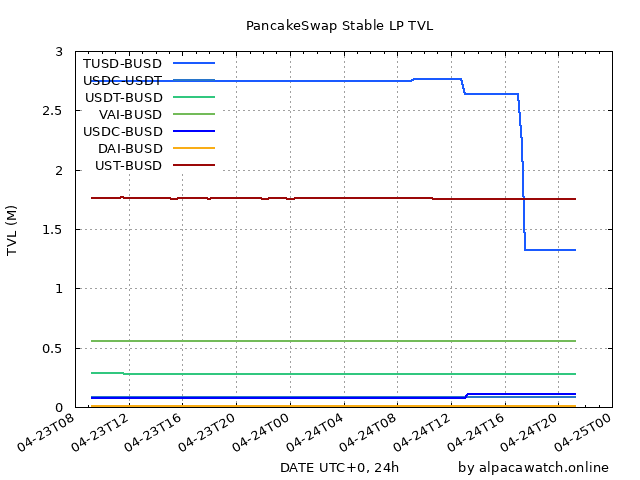 PancakeSwap Stable LP TVL
TVL (M)
3
2.5
2
1.5
1
0.5
0
TUSD-BUSD
USDC-USDT
USDT-BUSD
VAI-BUSD
USDC-BUSD
DAI-BUSD
UST-BUSD
04-23T08
04-23T12
04-23T16
04-23T20
04-24T00
04-24T04
04-24T08
04-24T12
04-24T16
04-24T20
04-25T00
DATE UTC+0, 24h
by alpacawatch.online